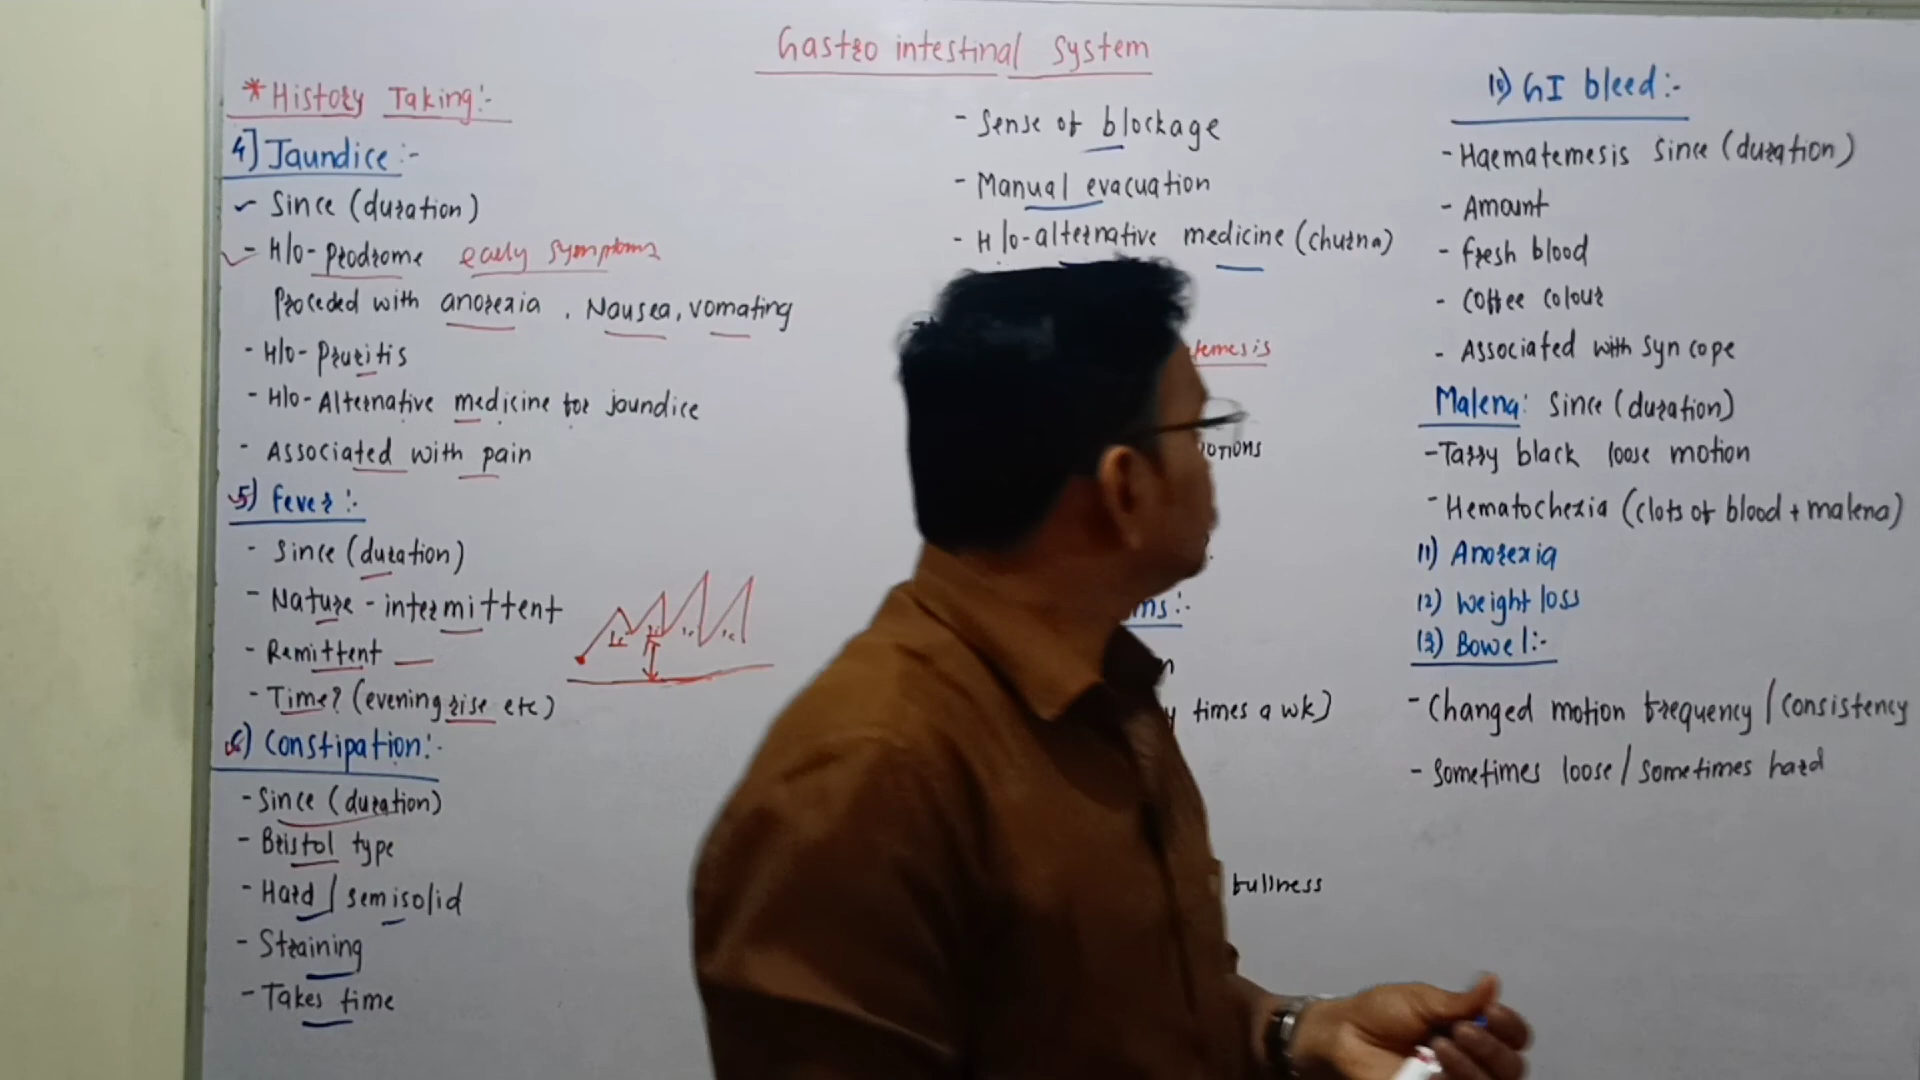 Gastro intestinal system
*History Taking:-
4] Jaundice:-
- Since (duration)
- H/o- Prodrome early symptoms
Proceded with anorexia, Nausea, vomating
- H/o- Pruritis
- H/o- Alternative medicine for joundice
- Associated with pain
5) Fever:-
- Since (duration)
- Nature - intermittent
- Remittent
- Time? (evening rise etc)
6) Constipation:-
- Since (duration)
- Bristol type
- Hard / semisolid
- Straining
- Takes time
- Sense of blockage
- Manual evacuation
- H/o- alternative medicine (churna)
times a wk)
fullness
10) GI bleed:-
- Haematemesis Since (duration)
- Amount
- Fresh blood
- Coffee colour
- Associated with syncope
Malena: Since (duration)
- Tarry black loose motion
- Hematochezia (clots of blood + malena)
11) Anorexia
12) Weight loss
13) Bowel:-
- Changed motion frequency / consistency
- Sometimes loose / sometimes hard